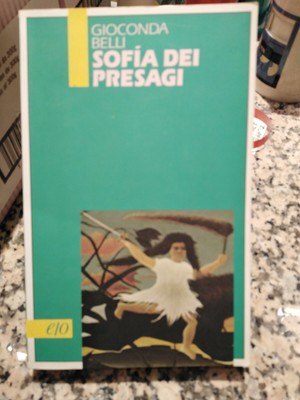 GIOCONDA
BELLI
SOFÍA DEI
PRESAGI
e/o